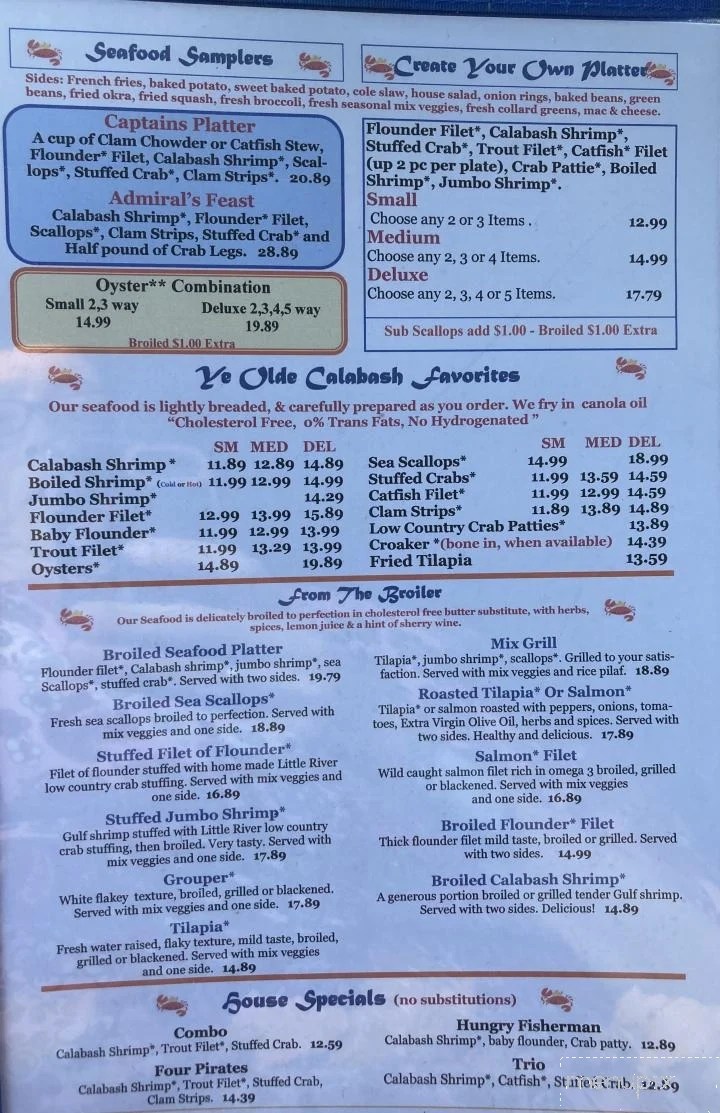 Seafood Samplers
Create Your Own Platter
Sides: French fries, baked potato, sweet baked potato, cole slaw, house salad, onion rings, baked beans, green
beans, fried okra, fried squash, fresh broccoli, fresh seasonal mix veggies, fresh collard greens, mac & cheese.
Captains Platter
A cup of Clam Chowder or Catfish Stew,
Flounder* Filet, Calabash Shrimp*, Scal-
lops*, Stuffed Crab*, Clam Strips*. 20.89
Admiral's Feast
Calabash Shrimp*, Flounder* Filet,
Scallops*, Clam Strips, Stuffed Crab* and
Half pound of Crab Legs. 28.89
Oyster** Combination
Small 2,3 way Deluxe 2,3,4,5 way
14.99 19.89
Broiled $1.00 Extra
Flounder Filet*, Calabash Shrimp*,
Stuffed Crab*, Trout Filet*, Catfish* Filet
(up 2 pc per plate), Crab Pattie*, Boiled
Shrimp*, Jumbo Shrimp*.
Small
Choose any 2 or 3 Items . 12.99
Medium
Choose any 2, 3 or 4 Items. 14.99
Deluxe
Choose any 2, 3, 4 or 5 Items. 17.79
Sub Scallops add $1.00 - Broiled $1.00 Extra
Ye Olde Calabash Favorites
Our seafood is lightly breaded, & carefully prepared as you order. We fry in canola oil
"Cholesterol Free, 0% Trans Fats, No Hydrogenated "
SM MED DEL
Calabash Shrimp * 11.89 12.89 14.89
Boiled Shrimp* (Cold or Hot) 11.99 12.99 14.99
Jumbo Shrimp* 14.29
Flounder Filet* 12.99 13.99 15.89
Baby Flounder* 11.99 12.99 13.99
Trout Filet* 11.99 13.29 13.99
Oysters* 14.89 19.89
SM MED DEL
Sea Scallops* 14.99 18.99
Stuffed Crabs* 11.99 13.59 14.59
Catfish Filet* 11.99 12.99 14.59
Clam Strips* 11.89 13.89 14.89
Low Country Crab Patties* 13.89
Croaker *(bone in, when available) 14.39
Fried Tilapia 13.59
From The Broiler
Our Seafood is delicately broiled to perfection in cholesterol free butter substitute, with herbs,
spices, lemon juice & a hint of sherry wine.
Broiled Seafood Platter
Flounder filet*, Calabash shrimp*, jumbo shrimp*, sea
Scallops*, stuffed crab*. Served with two sides. 19.79
Broiled Sea Scallops*
Fresh sea scallops broiled to perfection. Served with
mix veggies and one side. 18.89
Stuffed Filet of Flounder*
Filet of flounder stuffed with home made Little River
low country crab stuffing. Served with mix veggies and
one side. 16.89
Stuffed Jumbo Shrimp*
Gulf shrimp stuffed with Little River low country
crab stuffing, then broiled. Very tasty. Served with
mix veggies and one side. 17.89
Grouper*
White flakey texture, broiled, grilled or blackened.
Served with mix veggies and one side. 17.89
Tilapia*
Fresh water raised, flaky texture, mild taste, broiled,
grilled or blackened. Served with mix veggies
and one side. 14.89
Mix Grill
Tilapia*, jumbo shrimp*, scallops*. Grilled to your satis-
faction. Served with mix veggies and rice pilaf. 18.89
Roasted Tilapia* Or Salmon*
Tilapia* or salmon roasted with peppers, onions, toma-
toes, Extra Virgin Olive Oil, herbs and spices. Served with
two sides. Healthy and delicious. 17.89
Salmon* Filet
Wild caught salmon filet rich in omega 3 broiled, grilled
or blackened. Served with mix veggies
and one side. 16.89
Broiled Flounder* Filet
Thick flounder filet mild taste, broiled or grilled. Served
with two sides. 14.99
Broiled Calabash Shrimp*
A generous portion broiled or grilled tender Gulf shrimp.
Served with two sides. Delicious! 14.89
House Specials (no substitutions)
Combo
Calabash Shrimp*, Trout Filet*, Stuffed Crab. 12.59
Four Pirates
Calabash Shrimp*, Trout Filet*, Stuffed Crab,
Clam Strips. 14.39
Hungry Fisherman
Calabash Shrimp*, baby flounder, Crab patty. 12.89
Trio
Calabash Shrimp*, Catfish*, Stuffed Crab. 12.89